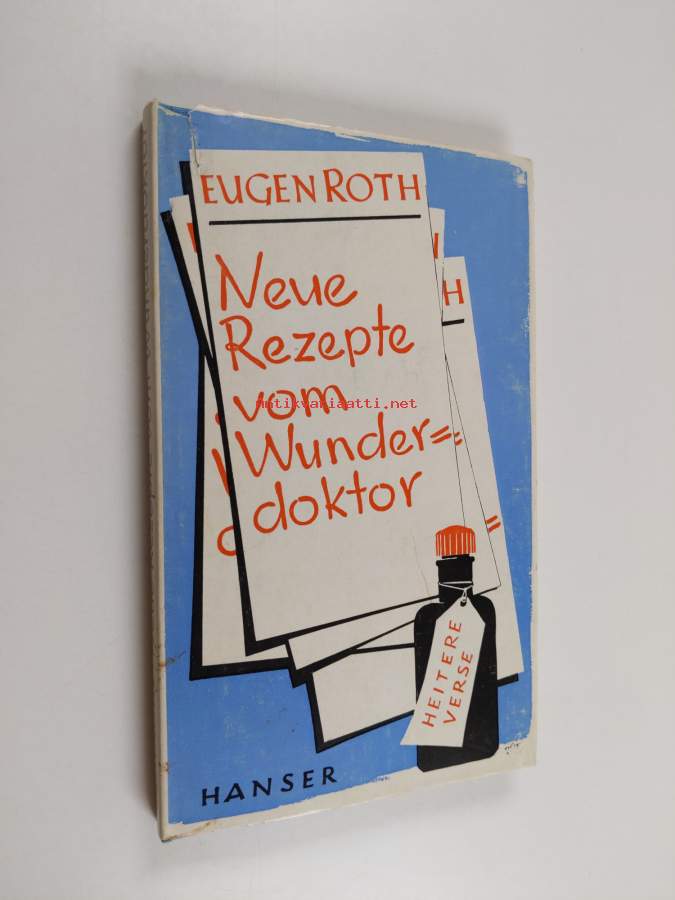 EUGEN ROTH
Neue
Rezepte
vom
antikvariaatti.net
Wunder=
doktor
HEITERE
VERSE
HANSER